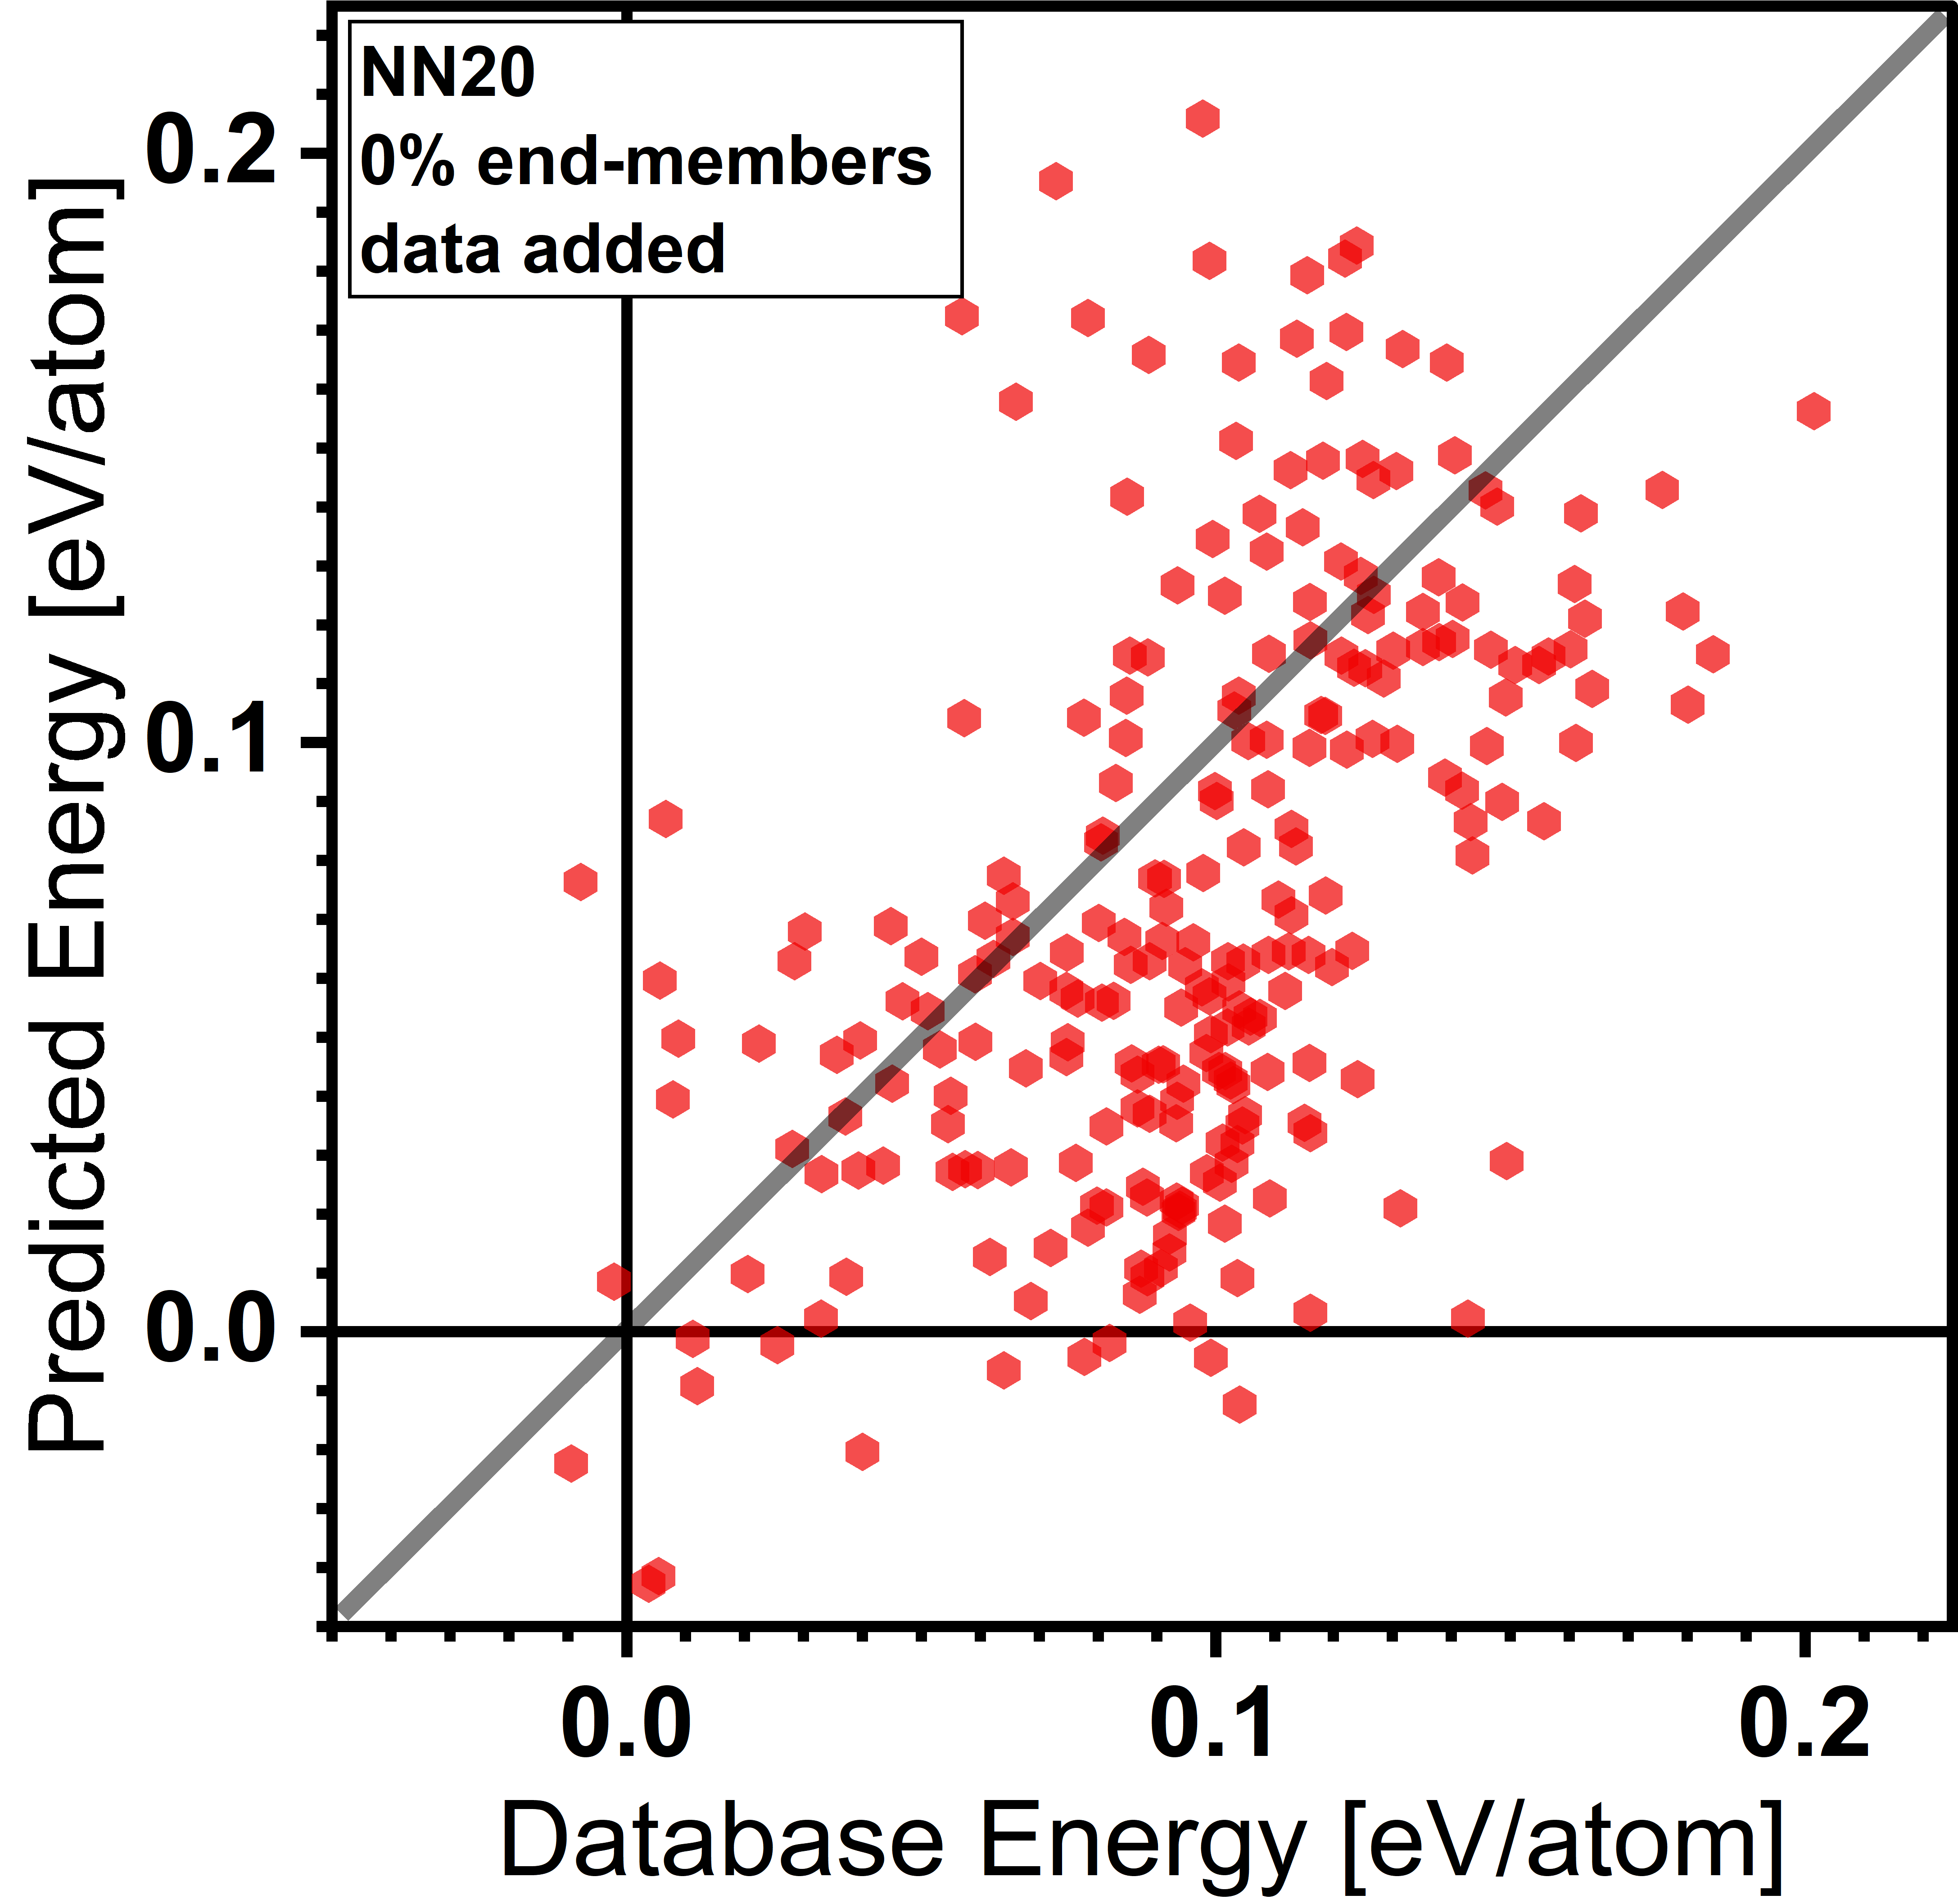 NN20
0% end-members
data added
Predicted Energy [eV/atom]
0.2
0.1
0.0
0.0 0.1 0.2
Database Energy [eV/atom]